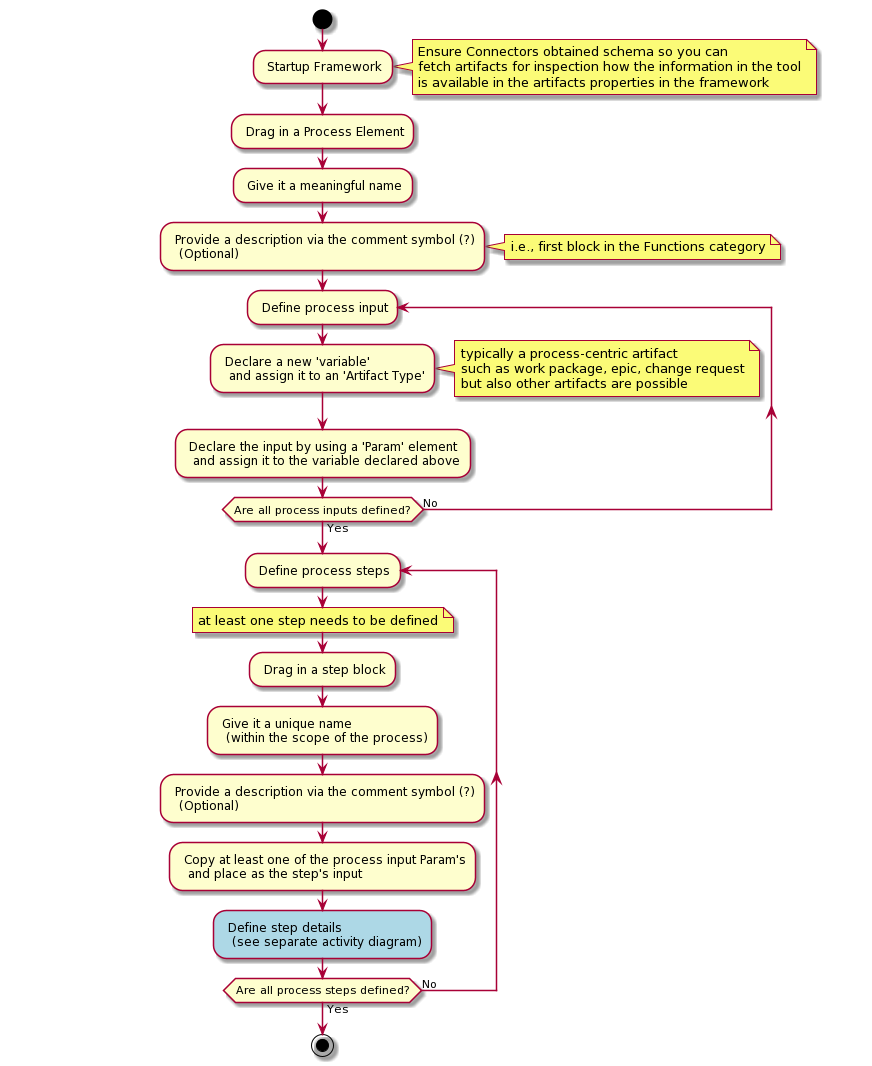 Startup Framework
Ensure Connectors obtained schema so you can
fetch artifacts for inspection how the information in the tool
is available in the artifacts properties in the framework
Drag in a Process Element
Give it a meaningful name
Provide a description via the comment symbol (?)
(Optional)
i.e., first block in the Functions category
Define process input
Declare a new 'variable'
and assign it to an 'Artifact Type'
typically a process-centric artifact
such as work package, epic, change request
but also other artifacts are possible
Declare the input by using a 'Param' element
and assign it to the variable declared above
Are all process inputs defined?
No
Yes
Define process steps
at least one step needs to be defined
Drag in a step block
Give it a unique name
(within the scope of the process)
Provide a description via the comment symbol (?)
(Optional)
Copy at least one of the process input Param's
and place as the step's input
Define step details
(see separate activity diagram)
Are all process steps defined?
No
Yes